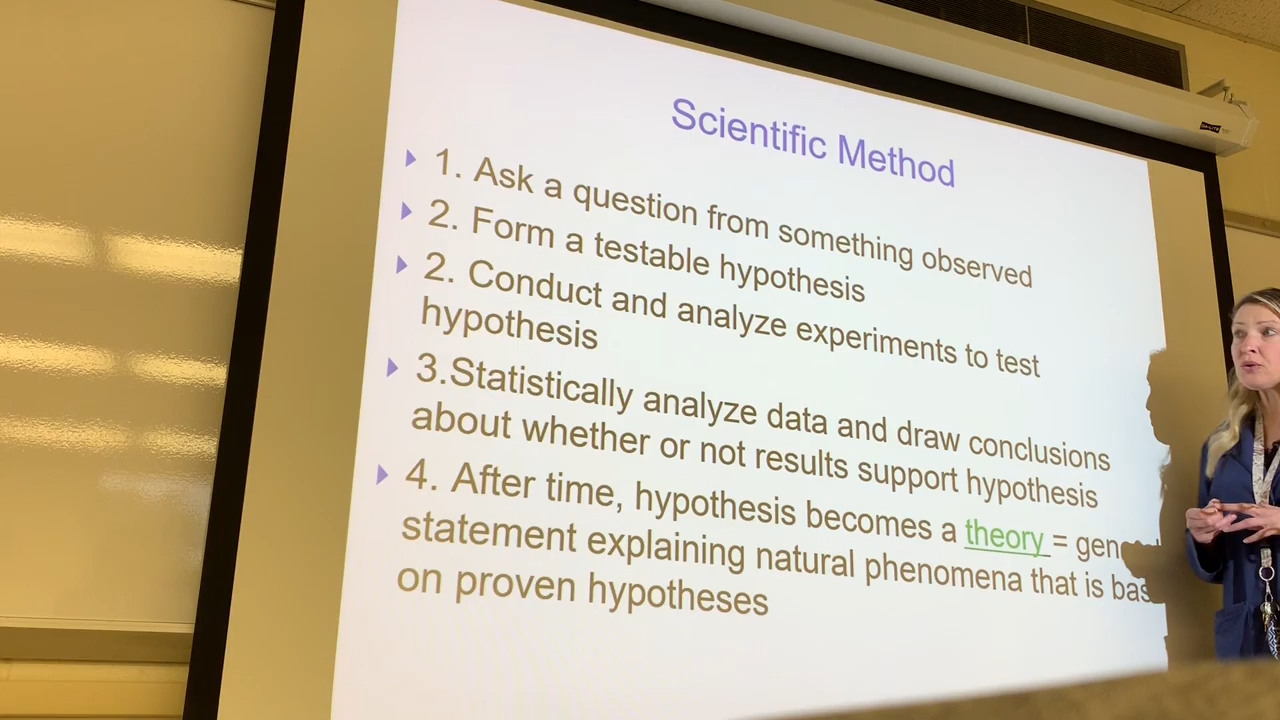 Scientific Method
1. Ask a question from something observed
2. Form a testable hypothesis
2. Conduct and analyze experiments to test
hypothesis
3.Statistically analyze data and draw conclusions
about whether or not results support hypothesis
4. After time, hypothesis becomes a theory =
statement explaining natural phenomena that is
on proven hypotheses
DA-LITE